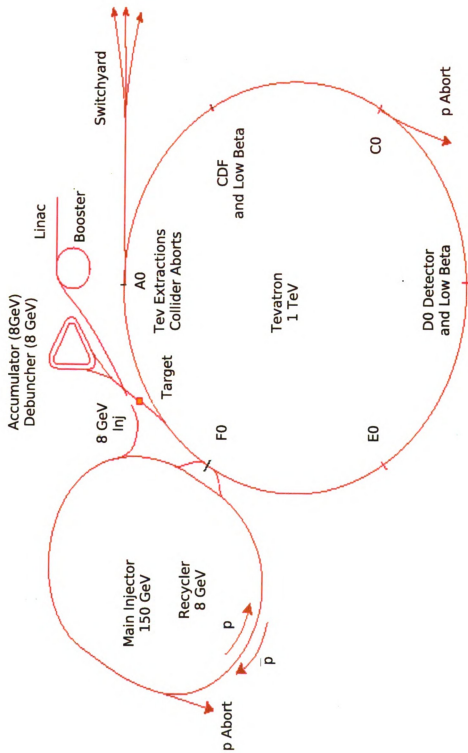 Accumulator (8GeV)
Debuncher (8 GeV)
Linac
Booster
Switchyard
8 GeV
Inj
Main Injector
150 GeV
A0
Tev Extractions
Collider Aborts
Target
Recycler
8 GeV
F0
CDF
and Low Beta
p Abort
p
p̄
Tevatron
1 TeV
E0
C0
D0 Detector
and Low Beta
p Abort